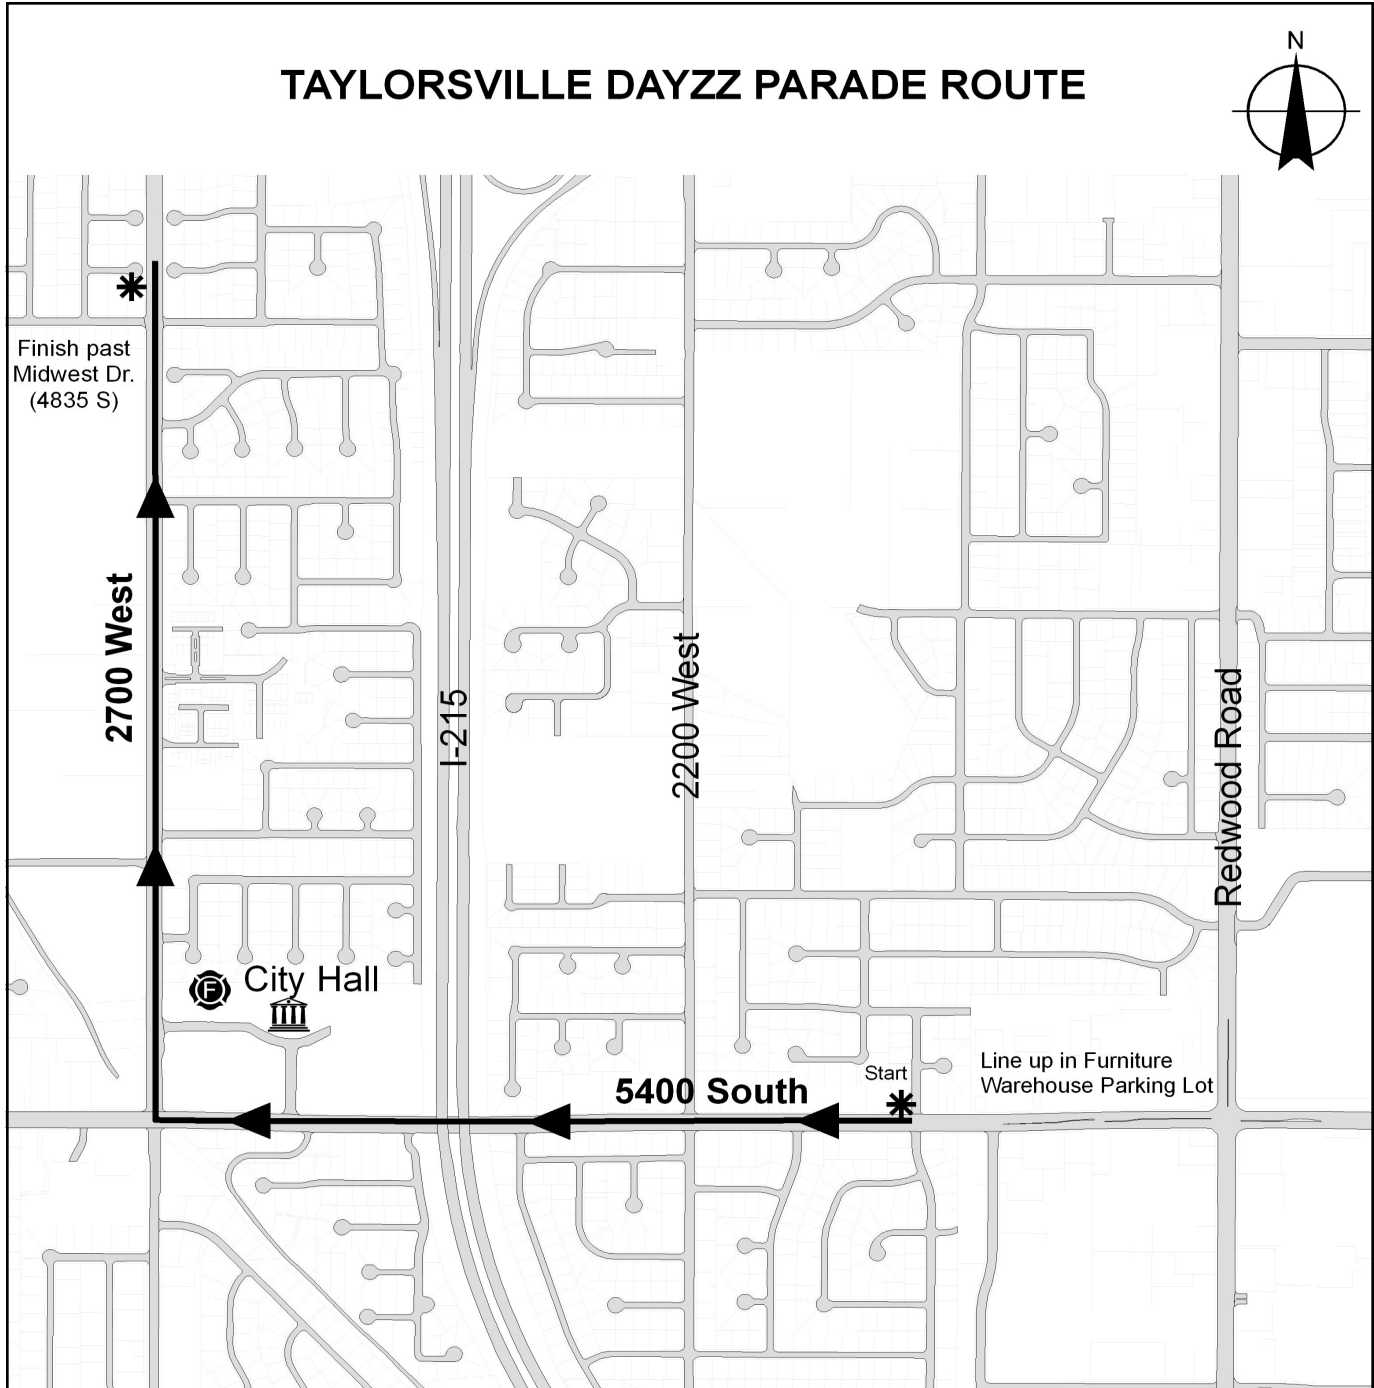 N
TAYLORSVILLE DAYZZ PARADE ROUTE
Finish past
Midwest Dr.
(4835 S)
2700 West
I-215
2200 West
Redwood Road
F
City Hall
Start
Line up in Furniture
Warehouse Parking Lot
5400 South